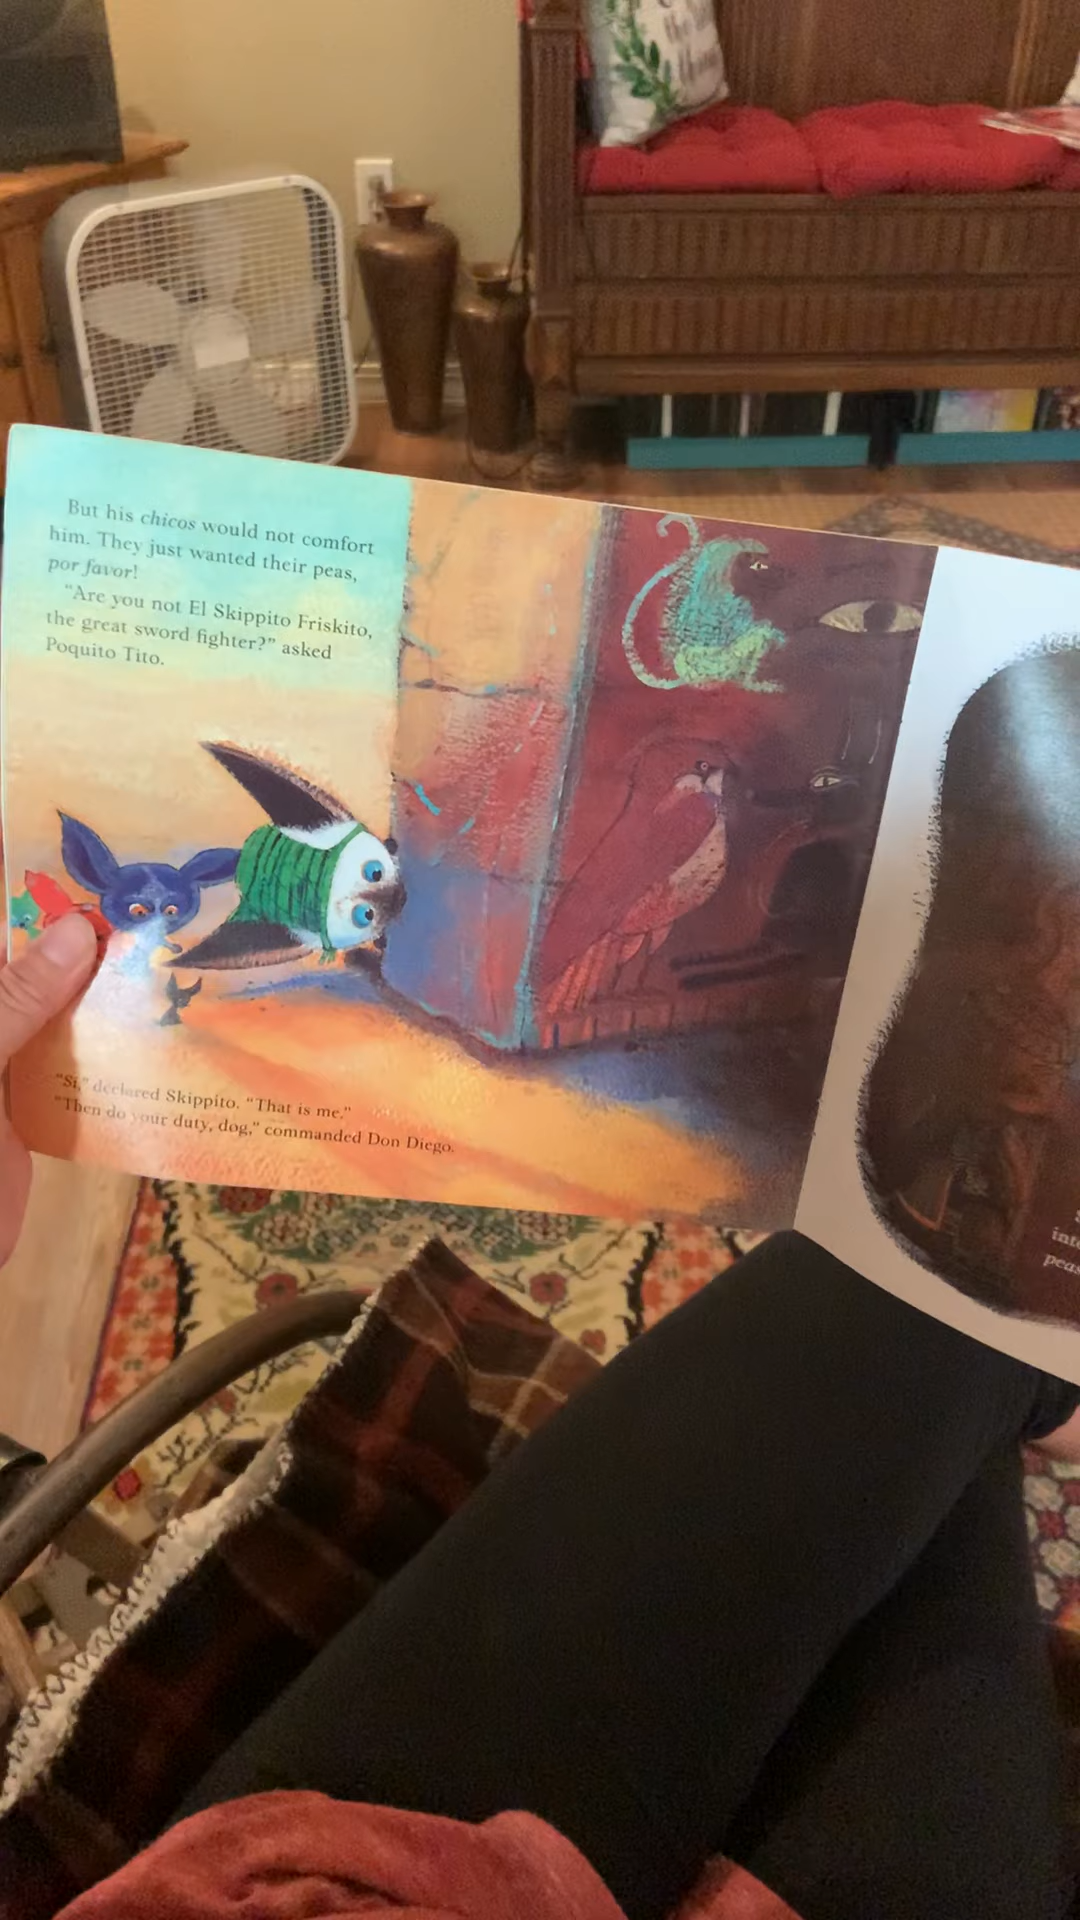 But his chicos would not comfort
him. They just wanted their peas,
por favor!
"Are you not El Skippito Friskito,
the great sword fighter?" asked
Poquito Tito.
"Sí," declared Skippito. "That is me."
"Then do your duty, dog," commanded Don Diego.